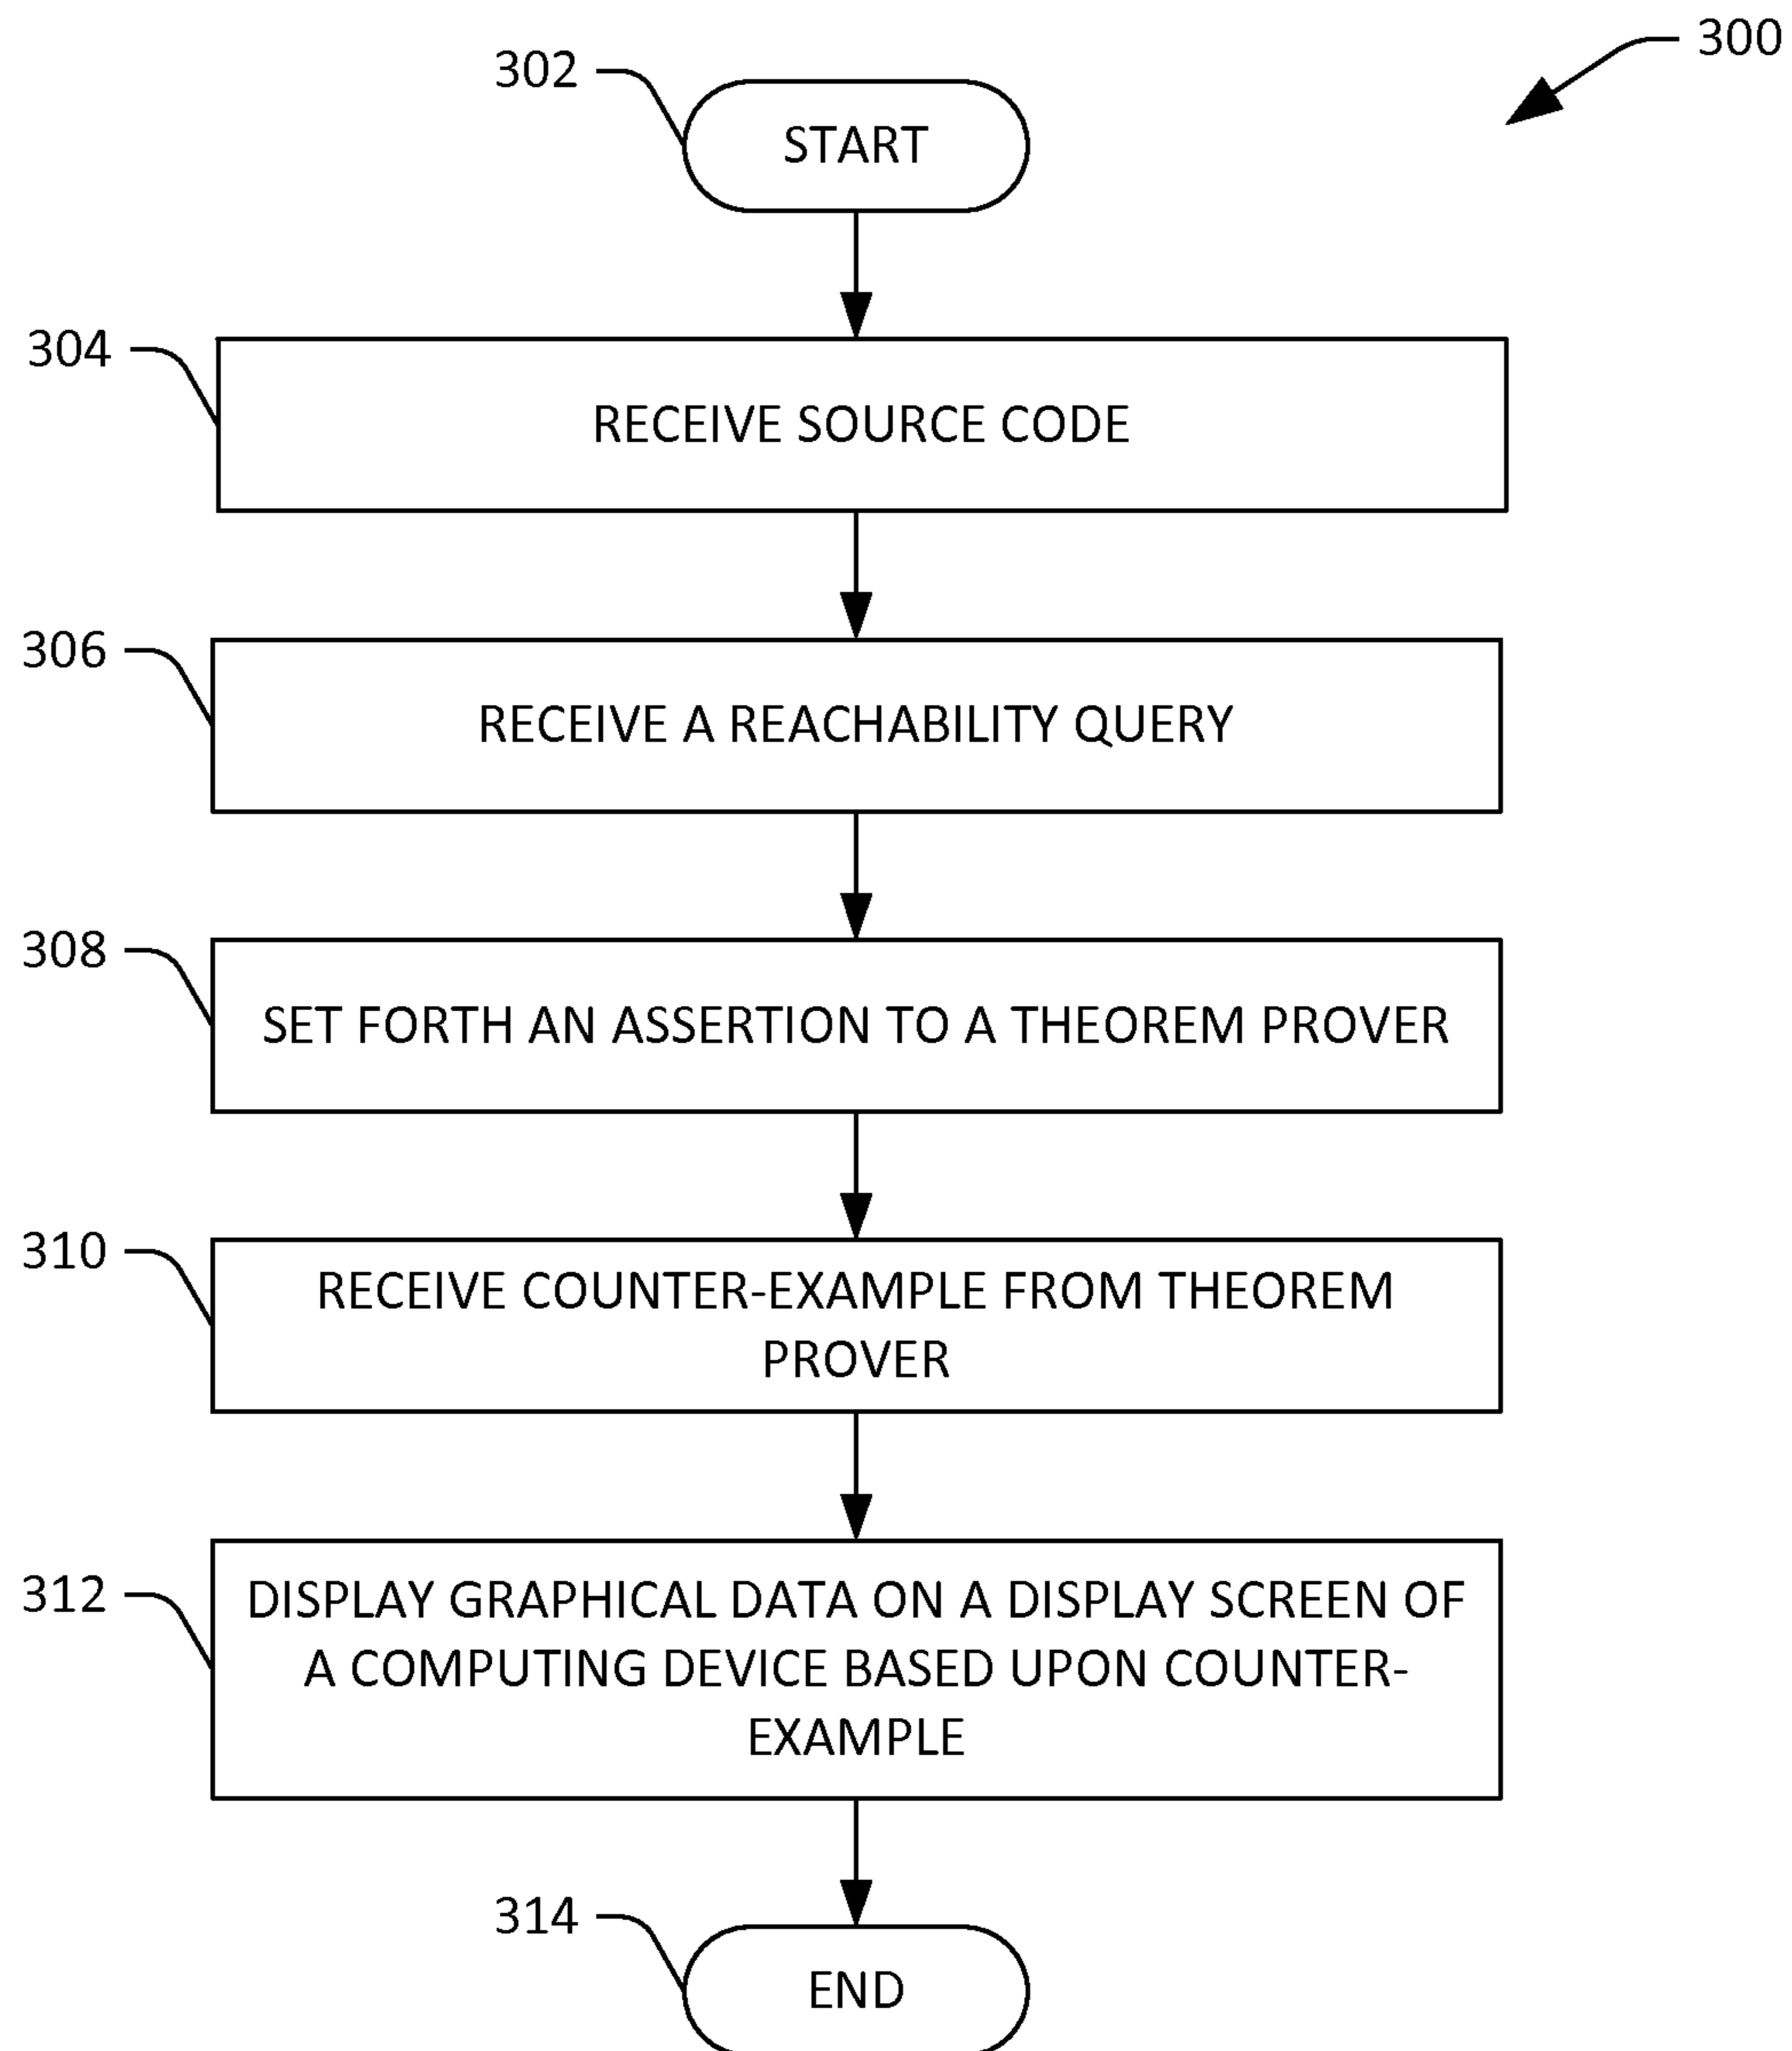 300
302
START
304
RECEIVE SOURCE CODE
306
RECEIVE A REACHABILITY QUERY
308
SET FORTH AN ASSERTION TO A THEOREM PROVER
310
RECEIVE COUNTER-EXAMPLE FROM THEOREM
PROVER
312
DISPLAY GRAPHICAL DATA ON A DISPLAY SCREEN OF
A COMPUTING DEVICE BASED UPON COUNTER-
EXAMPLE
314
END